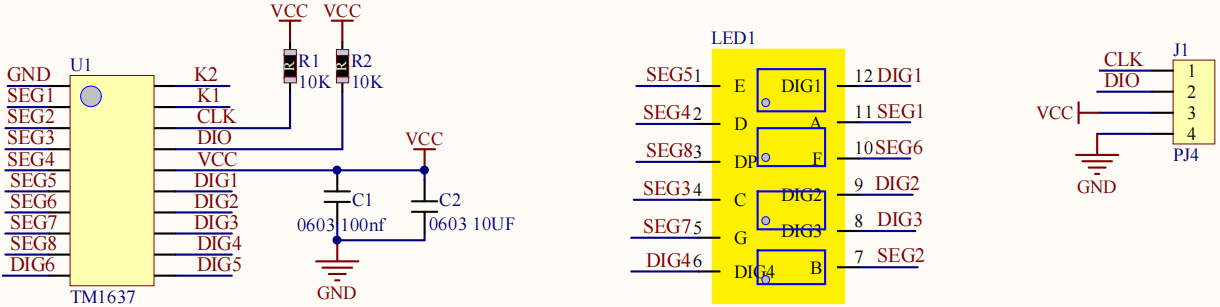 VCC VCC
U1
R1
10K
R2
10K
GND
SEG1
SEG2
SEG3
SEG4
SEG5
SEG6
SEG7
SEG8
DIG6
K2
K1
CLK
DIO
VCC
DIG1
DIG2
DIG3
DIG4
DIG5
TM1637
VCC
C1
0603 100nf
C2
0603 10UF
GND
LED1
SEG5 1 E DIG1 12 DIG1
SEG4 2 D A 11 SEG1
SEG8 3 DP F 10 SEG6
SEG3 4 C DIG2 9 DIG2
SEG7 5 G DIG3 8 DIG3
DIG4 6 DIG4 B 7 SEG2
J1
CLK 1
DIO 2
VCC 3
4
PJ4
GND